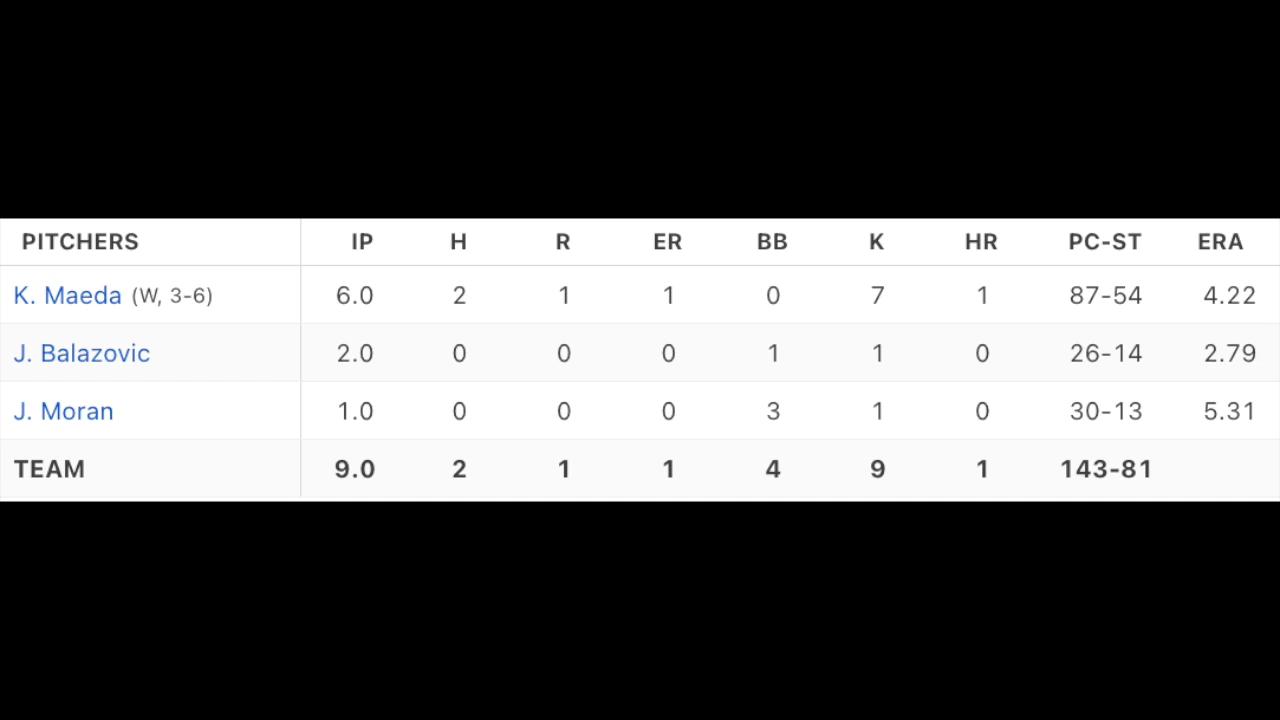 PITCHERS IP H R ER BB K HR PC-ST ERA
K. Maeda (W, 3-6) 6.0 2 1 1 0 7 1 87-54 4.22
J. Balazovic 2.0 0 0 0 1 1 0 26-14 2.79
J. Moran 1.0 0 0 0 3 1 0 30-13 5.31
TEAM 9.0 2 1 1 4 9 1 143-81